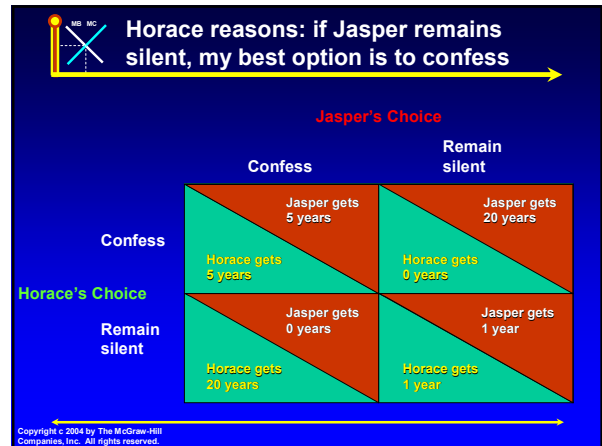 MB MC
Horace reasons: if Jasper remains
silent, my best option is to confess
Jasper's Choice
Confess
Remain
silent
Confess
Jasper gets
5 years
Horace gets
5 years
Jasper gets
20 years
Horace gets
0 years
Horace's Choice
Remain
silent
Jasper gets
0 years
Horace gets
20 years
Jasper gets
1 year
Horace gets
1 year
Copyright c 2004 by The McGraw-Hill
Companies, Inc. All rights reserved.